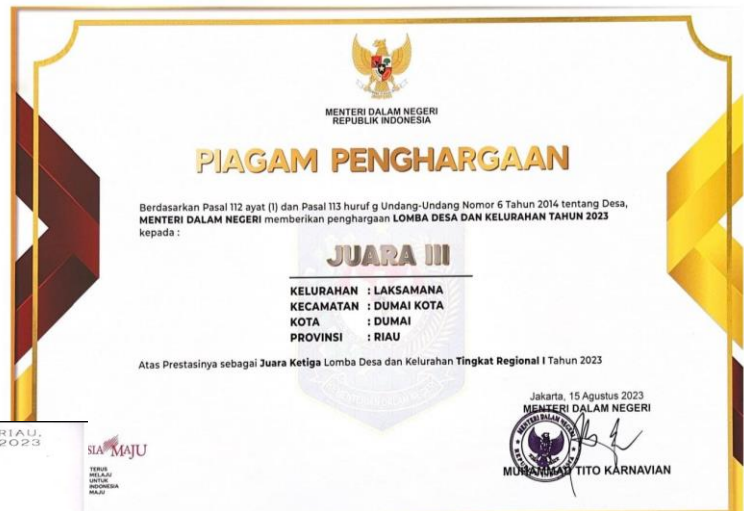 MENTERI DALAM NEGERI
REPUBLIK INDONESIA
PIAGAM PENGHARGAAN
Berdasarkan Pasal 112 ayat (1) dan Pasal 113 huruf g Undang-Undang Nomor 6 Tahun 2014 tentang Desa,
MENTERI DALAM NEGERI memberikan penghargaan LOMBA DESA DAN KELURAHAN TAHUN 2023
kepada :
JUARA III
KELURAHAN : LAKSAMANA
KECAMATAN : DUMAI KOTA
KOTA : DUMAI
PROVINSI : RIAU
Atas Prestasinya sebagai Juara Ketiga Lomba Desa dan Kelurahan Tingkat Regional I Tahun 2023
Jakarta, 15 Agustus 2023
MENTERI DALAM NEGERI
MUHAMMAD TITO KARNAVIAN
RIAU,
2023
SIA MAJU
TERUS
MELAJU
UNTUK
INDONESIA
MAJU